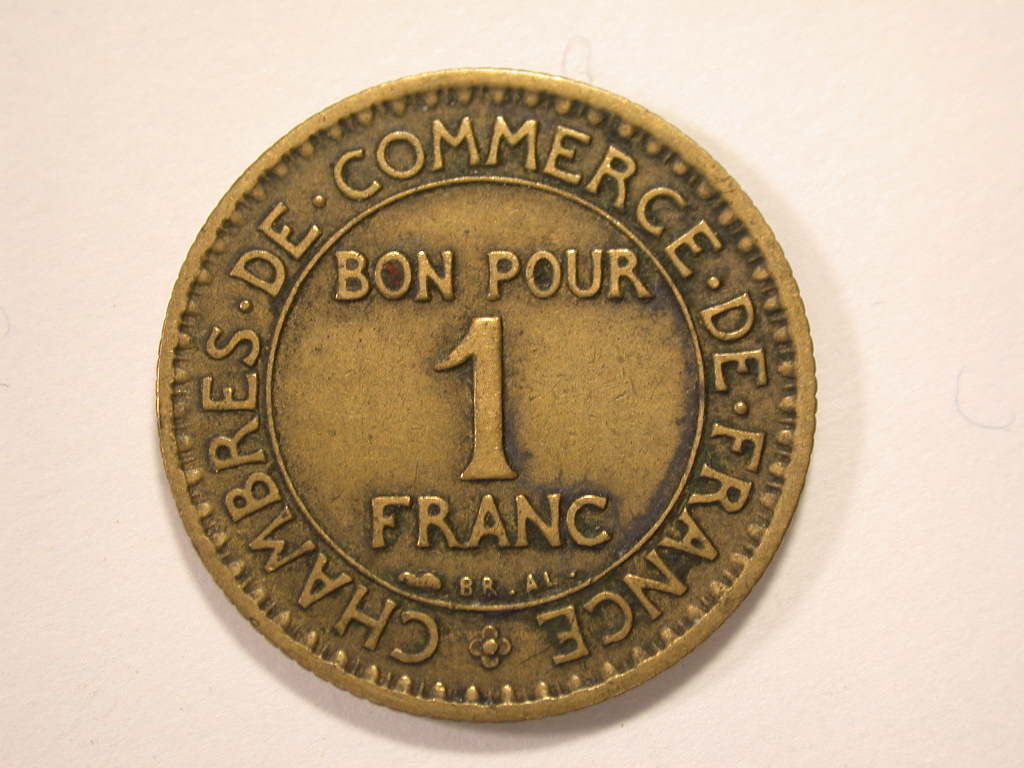 CHAMBRES · DE · COMMERCE · DE · FRANCE
BON POUR
1
FRANC
BR. AL.